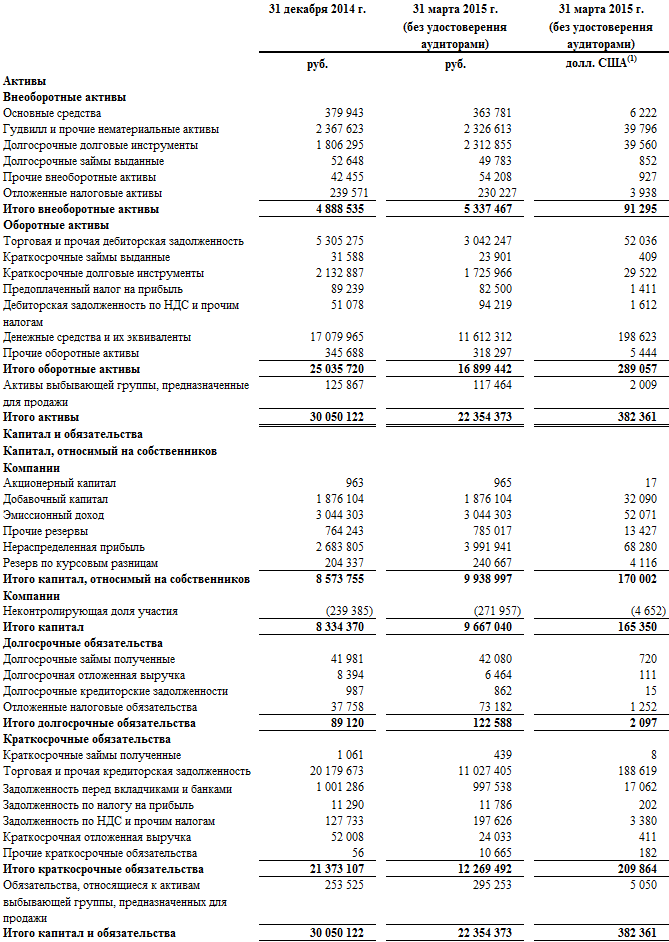 31 декабря 2014 г. 31 марта 2015 г. 31 марта 2015 г.
(без удостоверения (без удостоверения
аудиторами) аудиторами)
руб. руб. долл. США(1)
Активы
Внеоборотные активы
Основные средства 379 943 363 781 6 222
Гудвилл и прочие нематериальные активы 2 367 623 2 326 613 39 796
Долгосрочные долговые инструменты 1 806 295 2 312 855 39 560
Долгосрочные займы выданные 52 648 49 783 852
Прочие внеоборотные активы 42 455 54 208 927
Отложенные налоговые активы 239 571 230 227 3 938
Итого внеоборотные активы 4 888 535 5 337 467 91 295
Оборотные активы
Торговая и прочая дебиторская задолженность 5 305 275 3 042 247 52 036
Краткосрочные займы выданные 31 588 23 901 409
Краткосрочные долговые инструменты 2 132 887 1 725 966 29 522
Предоплаченный налог на прибыль 89 239 82 500 1 411
Дебиторская задолженность по НДС и прочим 51 078 94 219 1 612
налогам
Денежные средства и их эквиваленты 17 079 965 11 612 312 198 623
Прочие оборотные активы 345 688 318 297 5 444
Итого оборотные активы 25 035 720 16 899 442 289 057
Активы выбывающей группы, предназначенные 125 867 117 464 2 009
для продажи
Итого активы 30 050 122 22 354 373 382 361
Капитал и обязательства
Капитал, относимый на собственников
Компании
Акционерный капитал 963 965 17
Добавочный капитал 1 876 104 1 876 104 32 090
Эмиссионный доход 3 044 303 3 044 303 52 071
Прочие резервы 764 243 785 017 13 427
Нераспределенная прибыль 2 683 805 3 991 941 68 280
Резерв по курсовым разницам 204 337 240 667 4 116
Итого капитал, относимый на собственников 8 573 755 9 938 997 170 002
Компании
Неконтролирующая доля участия (239 385) (271 957) (4 652)
Итого капитал 8 334 370 9 667 040 165 350
Долгосрочные обязательства
Долгосрочные займы полученные 41 981 42 080 720
Долгосрочная отложенная выручка 8 394 6 464 111
Долгосрочные кредиторские задолженности 987 862 15
Отложенные налоговые обязательства 37 758 73 182 1 252
Итого долгосрочные обязательства 89 120 122 588 2 097
Краткосрочные обязательства
Краткосрочные займы полученные 1 061 439 8
Торговая и прочая кредиторская задолженность 20 179 673 11 027 405 188 619
Задолженность перед вкладчиками и банками 1 001 286 997 538 17 062
Задолженность по налогу на прибыль 11 290 11 786 202
Задолженность по НДС и прочим налогам 127 733 197 626 3 380
Краткосрочная отложенная выручка 52 008 24 033 411
Прочие краткосрочные обязательства 56 10 665 182
Итого краткосрочные обязательства 21 373 107 12 269 492 209 864
Обязательства, относящиеся к активам 253 525 295 253 5 050
выбывающей группы, предназначенных для
продажи
Итого капитал и обязательства 30 050 122 22 354 373 382 361